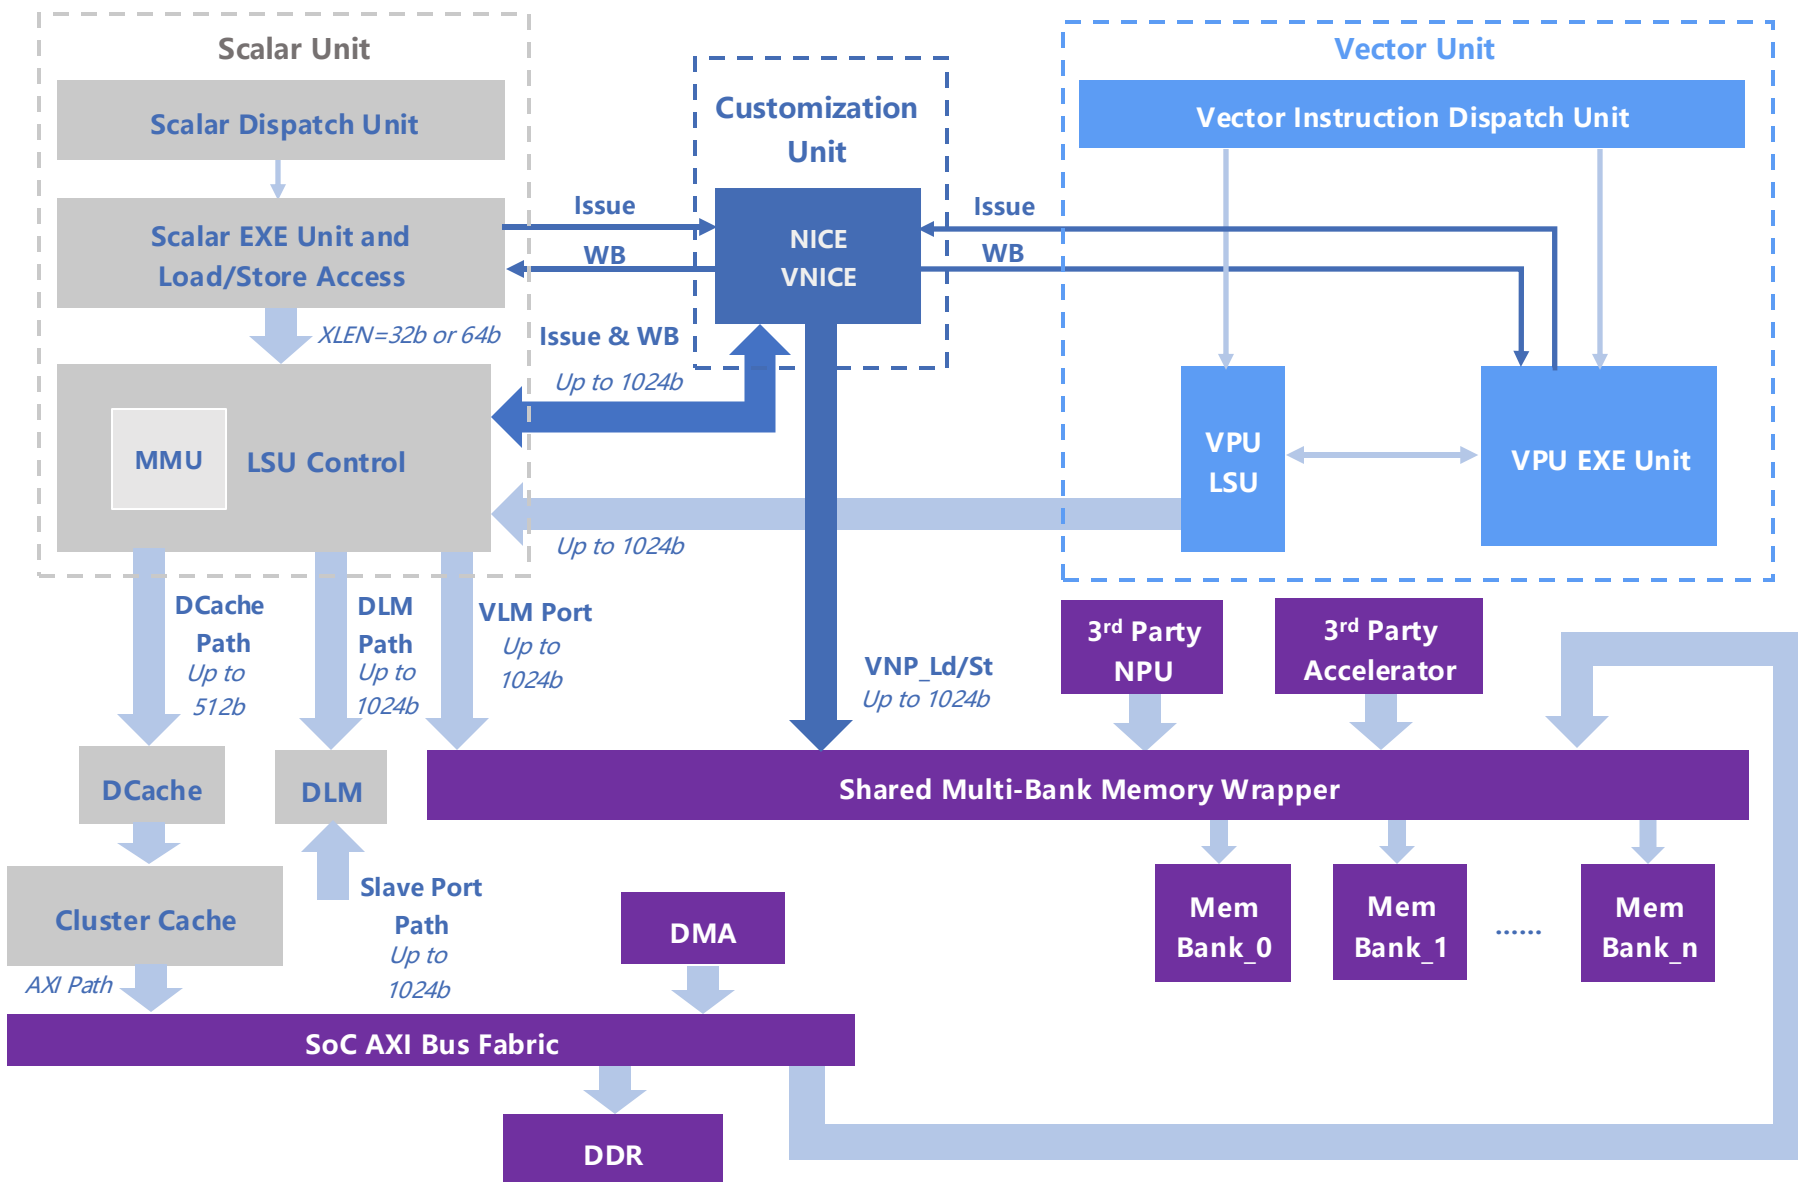 Scalar Unit
Scalar Dispatch Unit
Scalar EXE Unit and
Load/Store Access
XLEN=32b or 64b
MMU
LSU Control
Customization
Unit
NICE
VNICE
Issue
WB
Issue & WB
Up to 1024b
Up to 1024b
Issue
WB
Vector Unit
Vector Instruction Dispatch Unit
VPU
LSU
VPU EXE Unit
DCache
Path
Up to
512b
DLM
Path
Up to
1024b
VLM Port
Up to
1024b
VNP_Ld/St
Up to 1024b
3rd Party
NPU
3rd Party
Accelerator
DCache
DLM
Shared Multi-Bank Memory Wrapper
Cluster Cache
Slave Port
Path
Up to
1024b
DMA
Mem
Bank_0
Mem
Bank_1
......
Mem
Bank_n
AXI Path
SoC AXI Bus Fabric
DDR